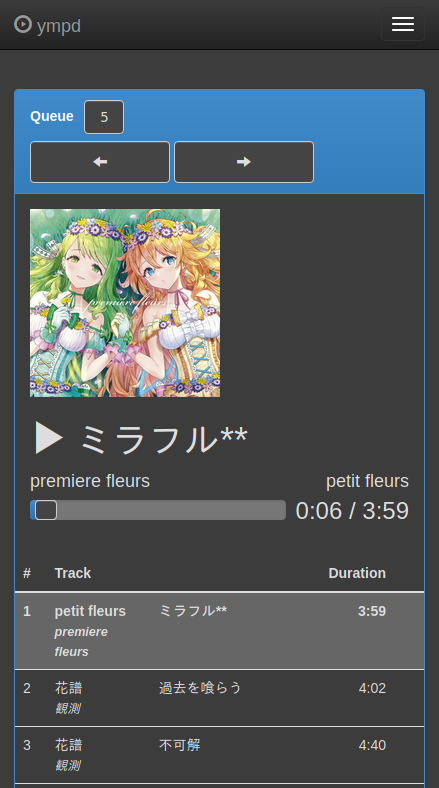 ympd
Queue 5
premiere fleurs
ミラフル**
premiere fleurs petit fleurs
0:06 / 3:59
# Track Duration
1 petit fleurs ミラフル** 3:59
premiere
fleurs
2 花譜 過去を喰らう 4:02
観測
3 花譜 不可解 4:40
観測